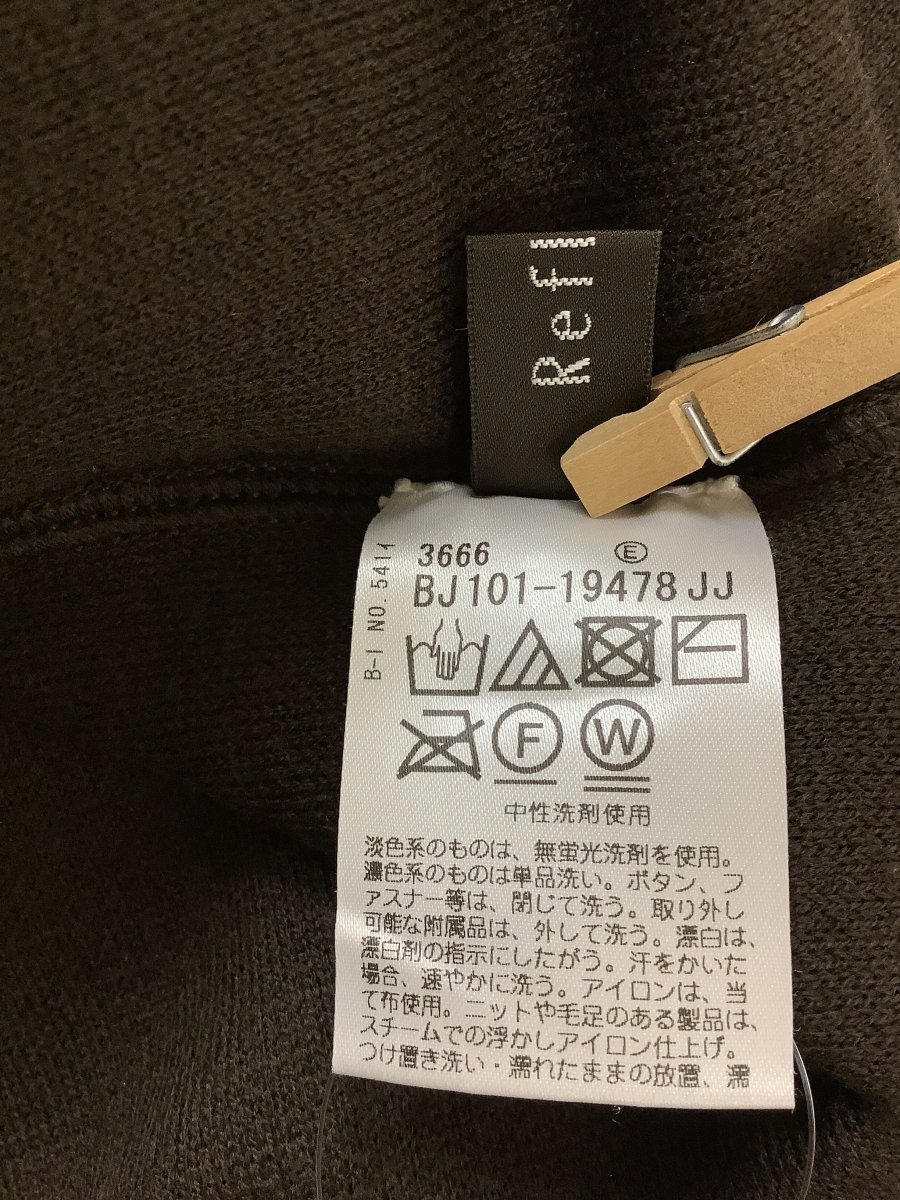 Refl
3666 Ⓔ
BJ101-19478 JJ
B-1 NO. 5411
F W
中性洗剤使用
淡色系のものは、無蛍光洗剤を使用。
濃色系のものは単品洗い。ボタン、フ
ァスナー等は、閉じて洗う。取り外し
可能な附属品は、外して洗う。漂白は、
漂白剤の指示にしたがう。汗をかいた
場合、速やかに洗う。アイロンは、当
て布使用。ニットや毛足のある製品は、
スチームでの浮かしアイロン仕上げ。
つけ置き洗い・濡れたままの放置、濡